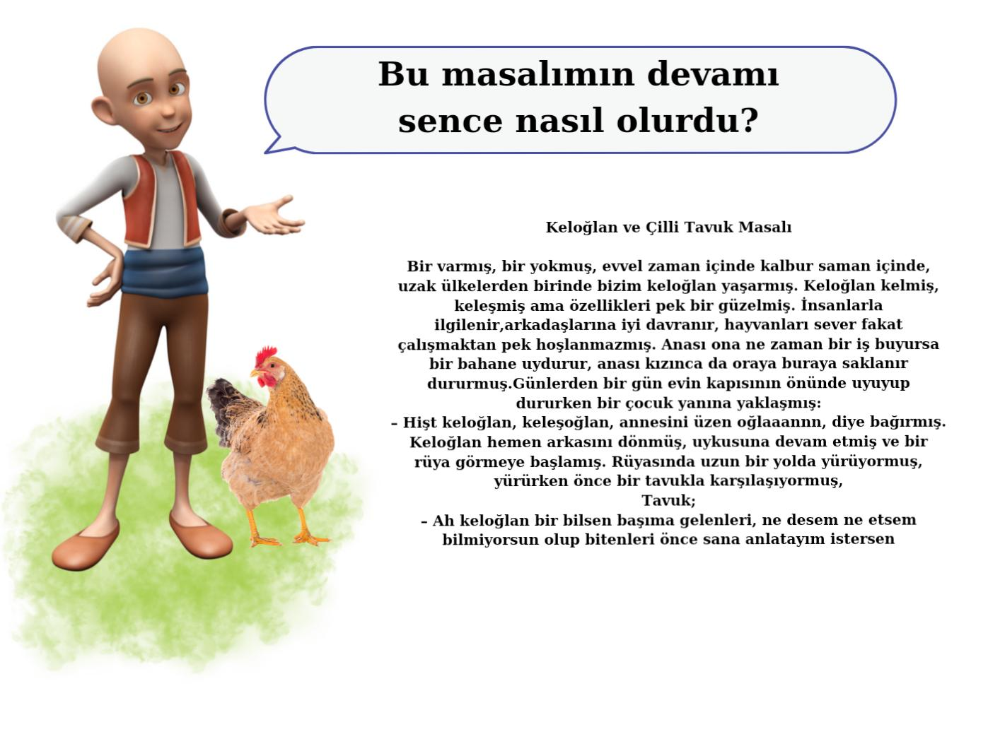 Bu masalımın devamı
sence nasıl olurdu?
Keloğlan ve Çilli Tavuk Masalı
Bir varmış, bir yokmuş, evvel zaman içinde kalbur saman içinde,
uzak ülkelerden birinde bizim keloğlan yaşarmış. Keloğlan kelmiş,
keleşmiş ama özellikleri pek bir güzelmiş. İnsanlarla
ilgilenir,arkadaşlarına iyi davranır, hayvanları sever fakat
çalışmaktan pek hoşlanmazmış. Anası ona ne zaman bir iş buyursa
bir bahane uydurur, anası kızınca da oraya buraya saklanır
dururmuş.Günlerden bir gün evin kapısının önünde uyuyup
dururken bir çocuk yanına yaklaşmış:
– Hişt keloğlan, keleşoğlan, annesini üzen oğlaaannn, diye bağırmış.
Keloğlan hemen arkasını dönmüş, uykusuna devam etmiş ve bir
rüya görmeye başlamış. Rüyasında uzun bir yolda yürüyormuş,
yürürken önce bir tavukla karşılaşıyormuş,
Tavuk;
– Ah keloğlan bir bilsen başıma gelenleri, ne desem ne etsem
bilmiyorsun olup bitenleri önce sana anlatayım istersen